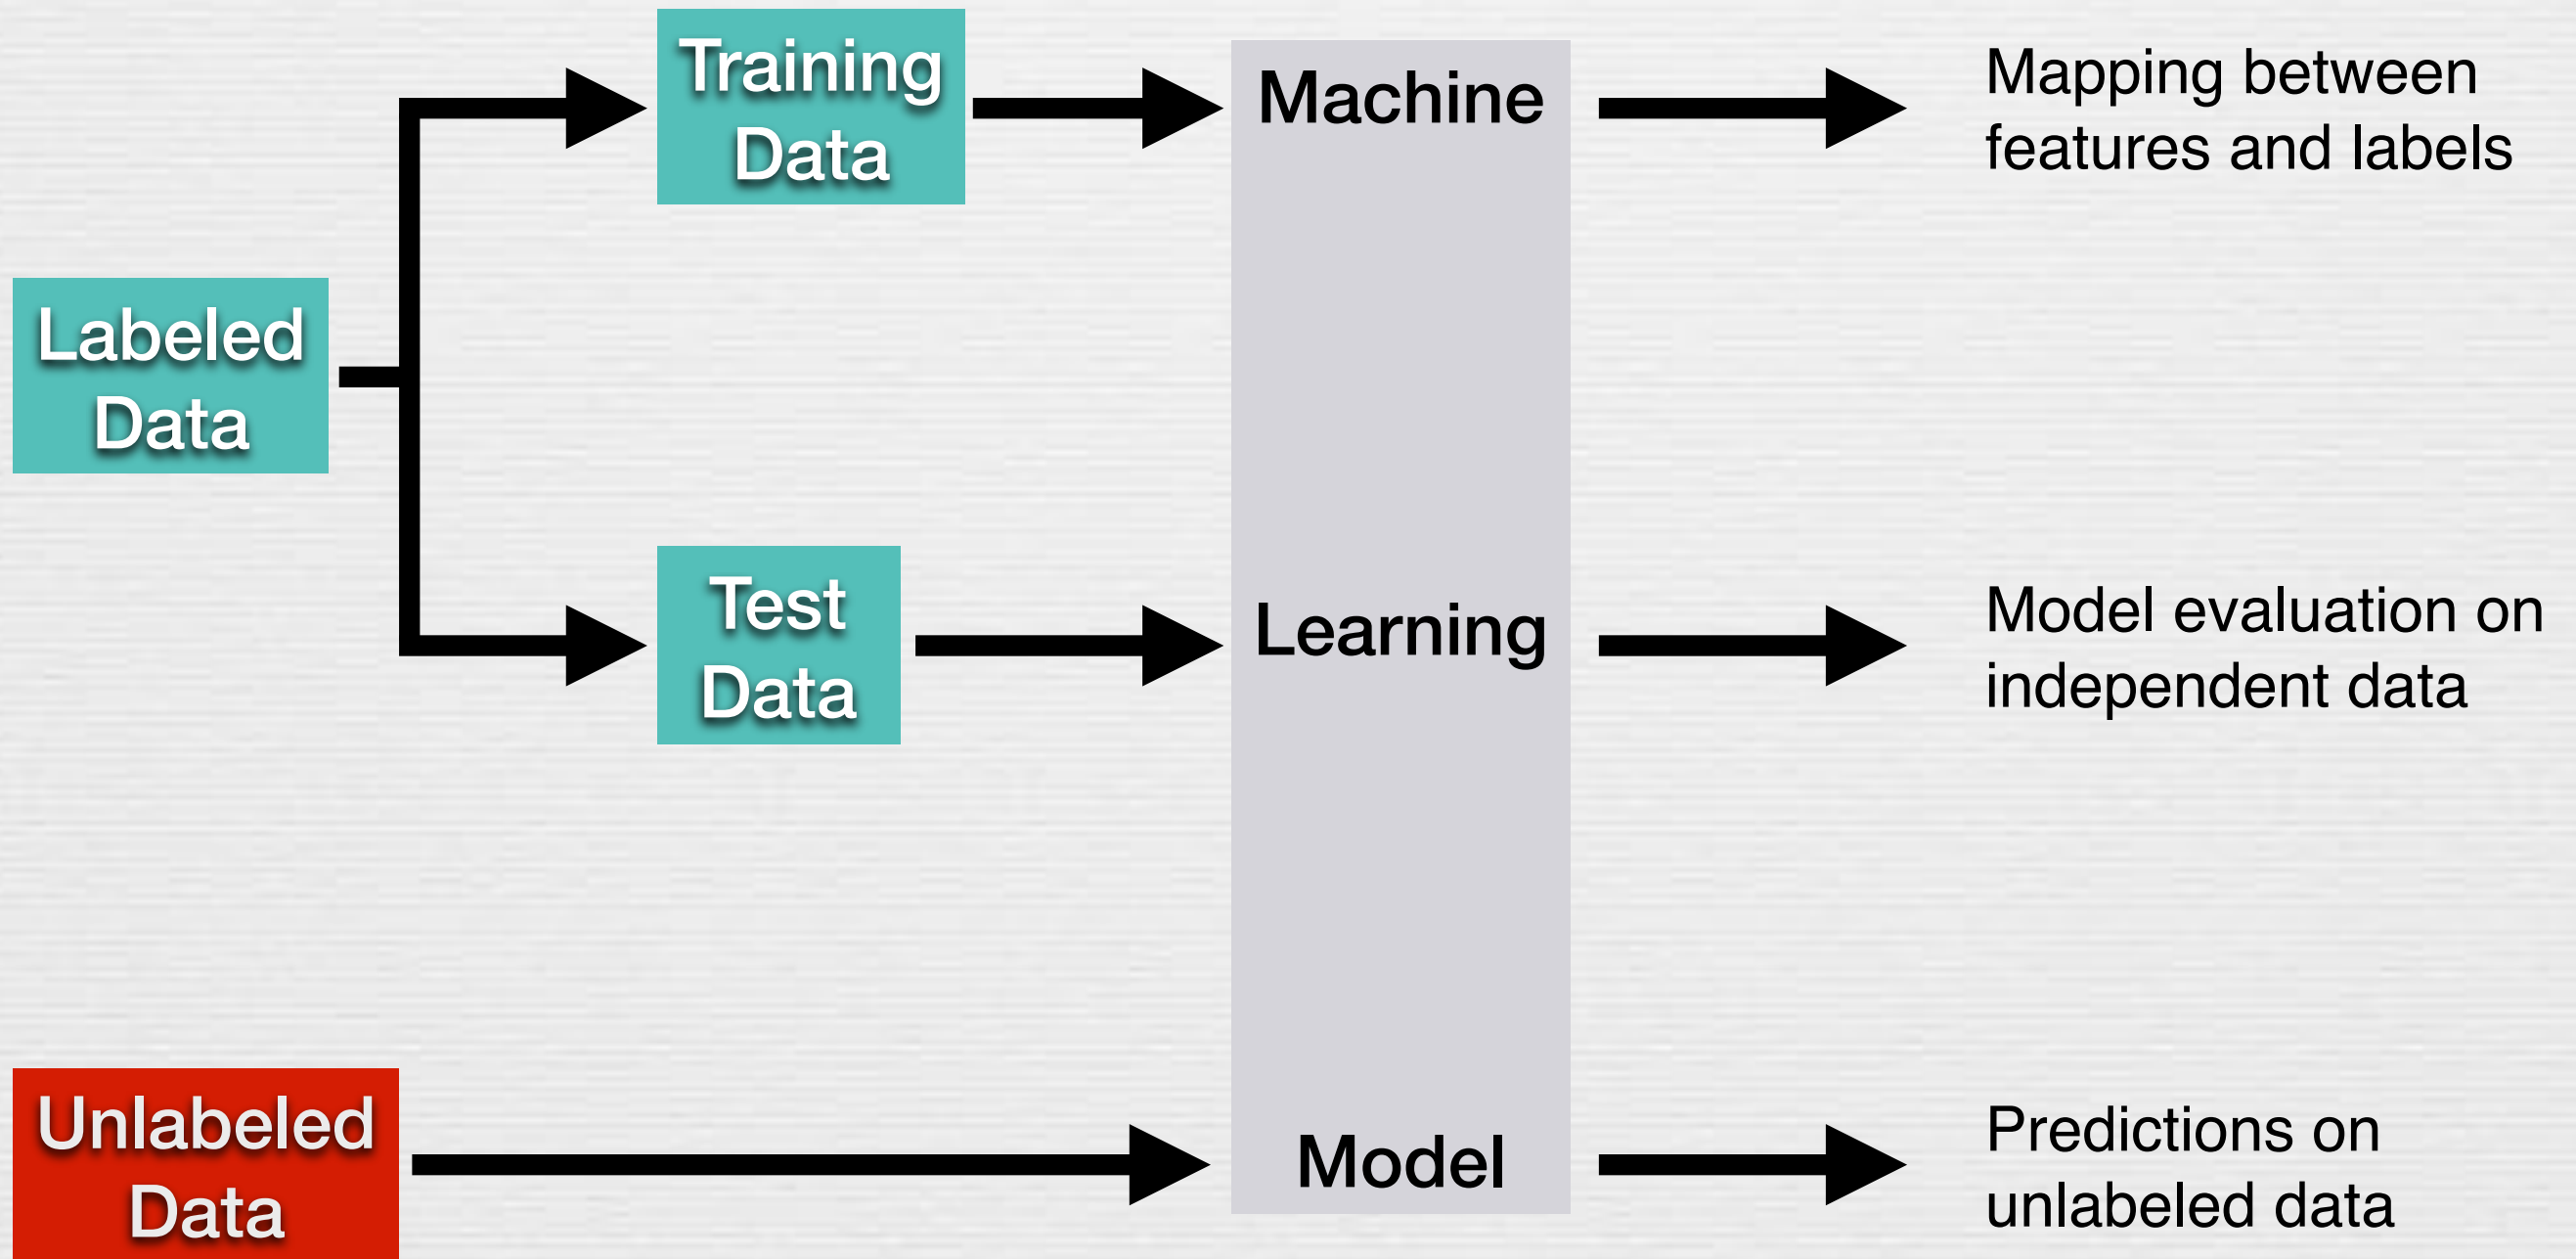 Training
Data
Machine
Mapping between
features and labels
Labeled
Data
Test
Data
Learning
Model evaluation on
independent data
Unlabeled
Data
Model
Predictions on
unlabeled data